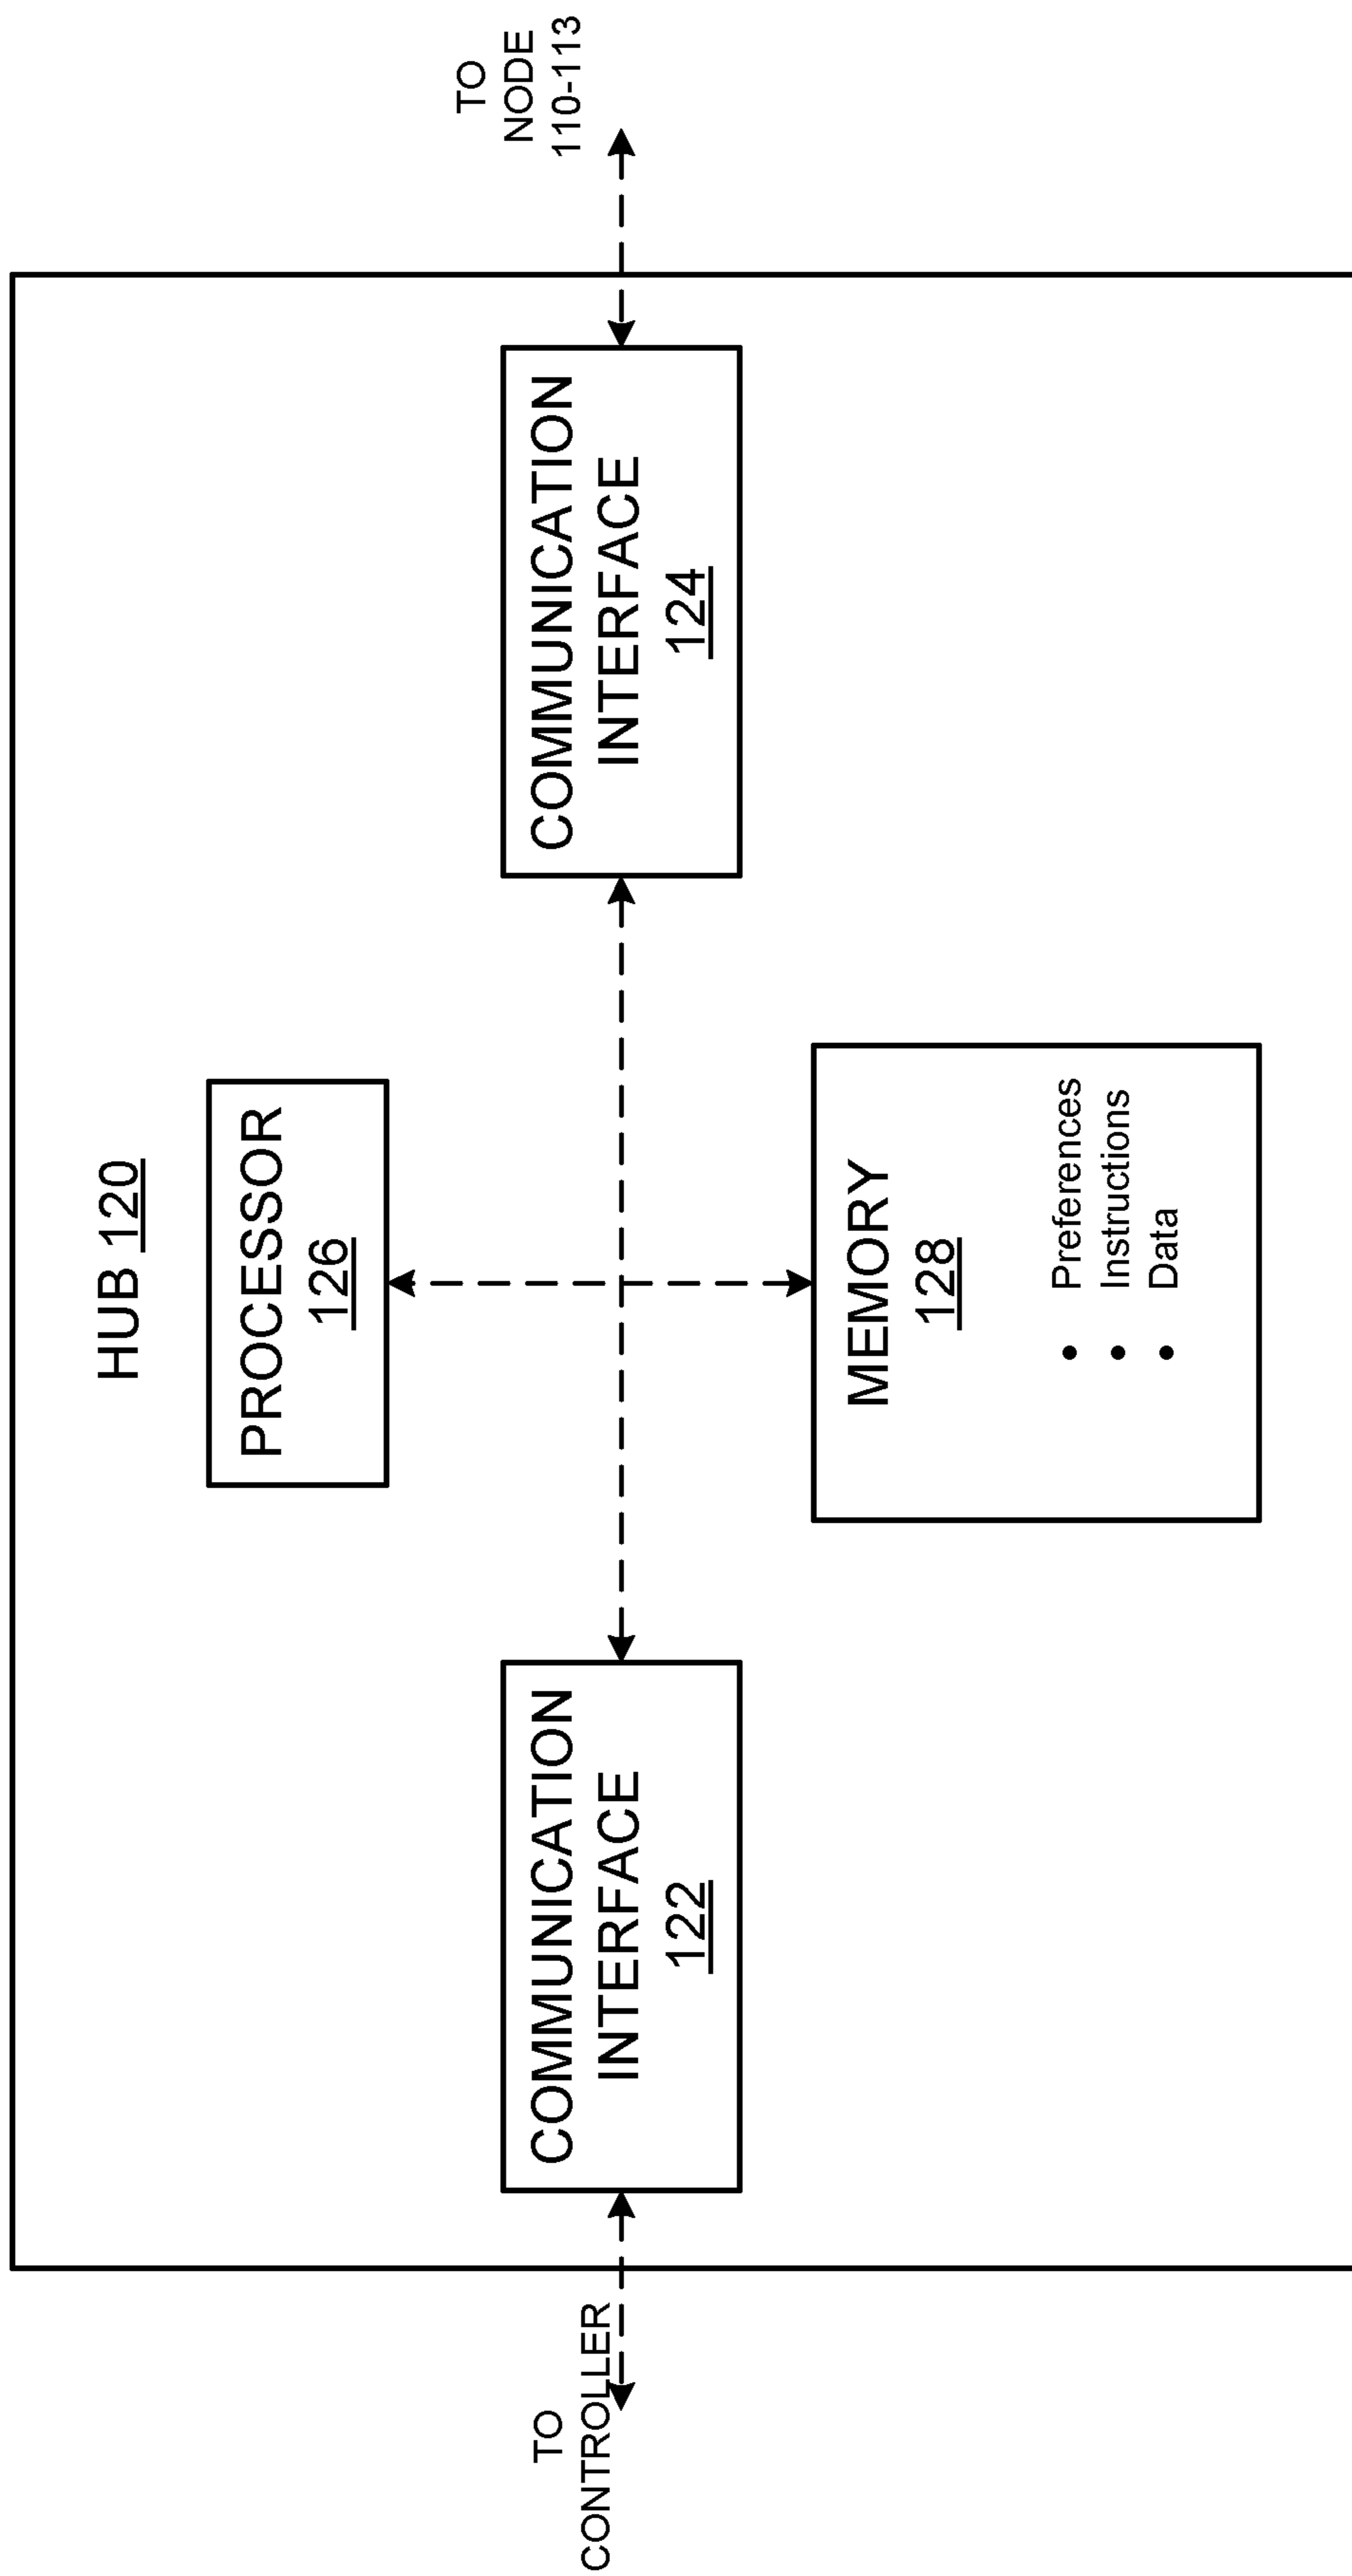 HUB 120
PROCESSOR
126
TO
CONTROLLER
COMMUNICATION
INTERFACE
122
COMMUNICATION
INTERFACE
124
TO
NODE
110-113
MEMORY
128
• Preferences
• Instructions
• Data